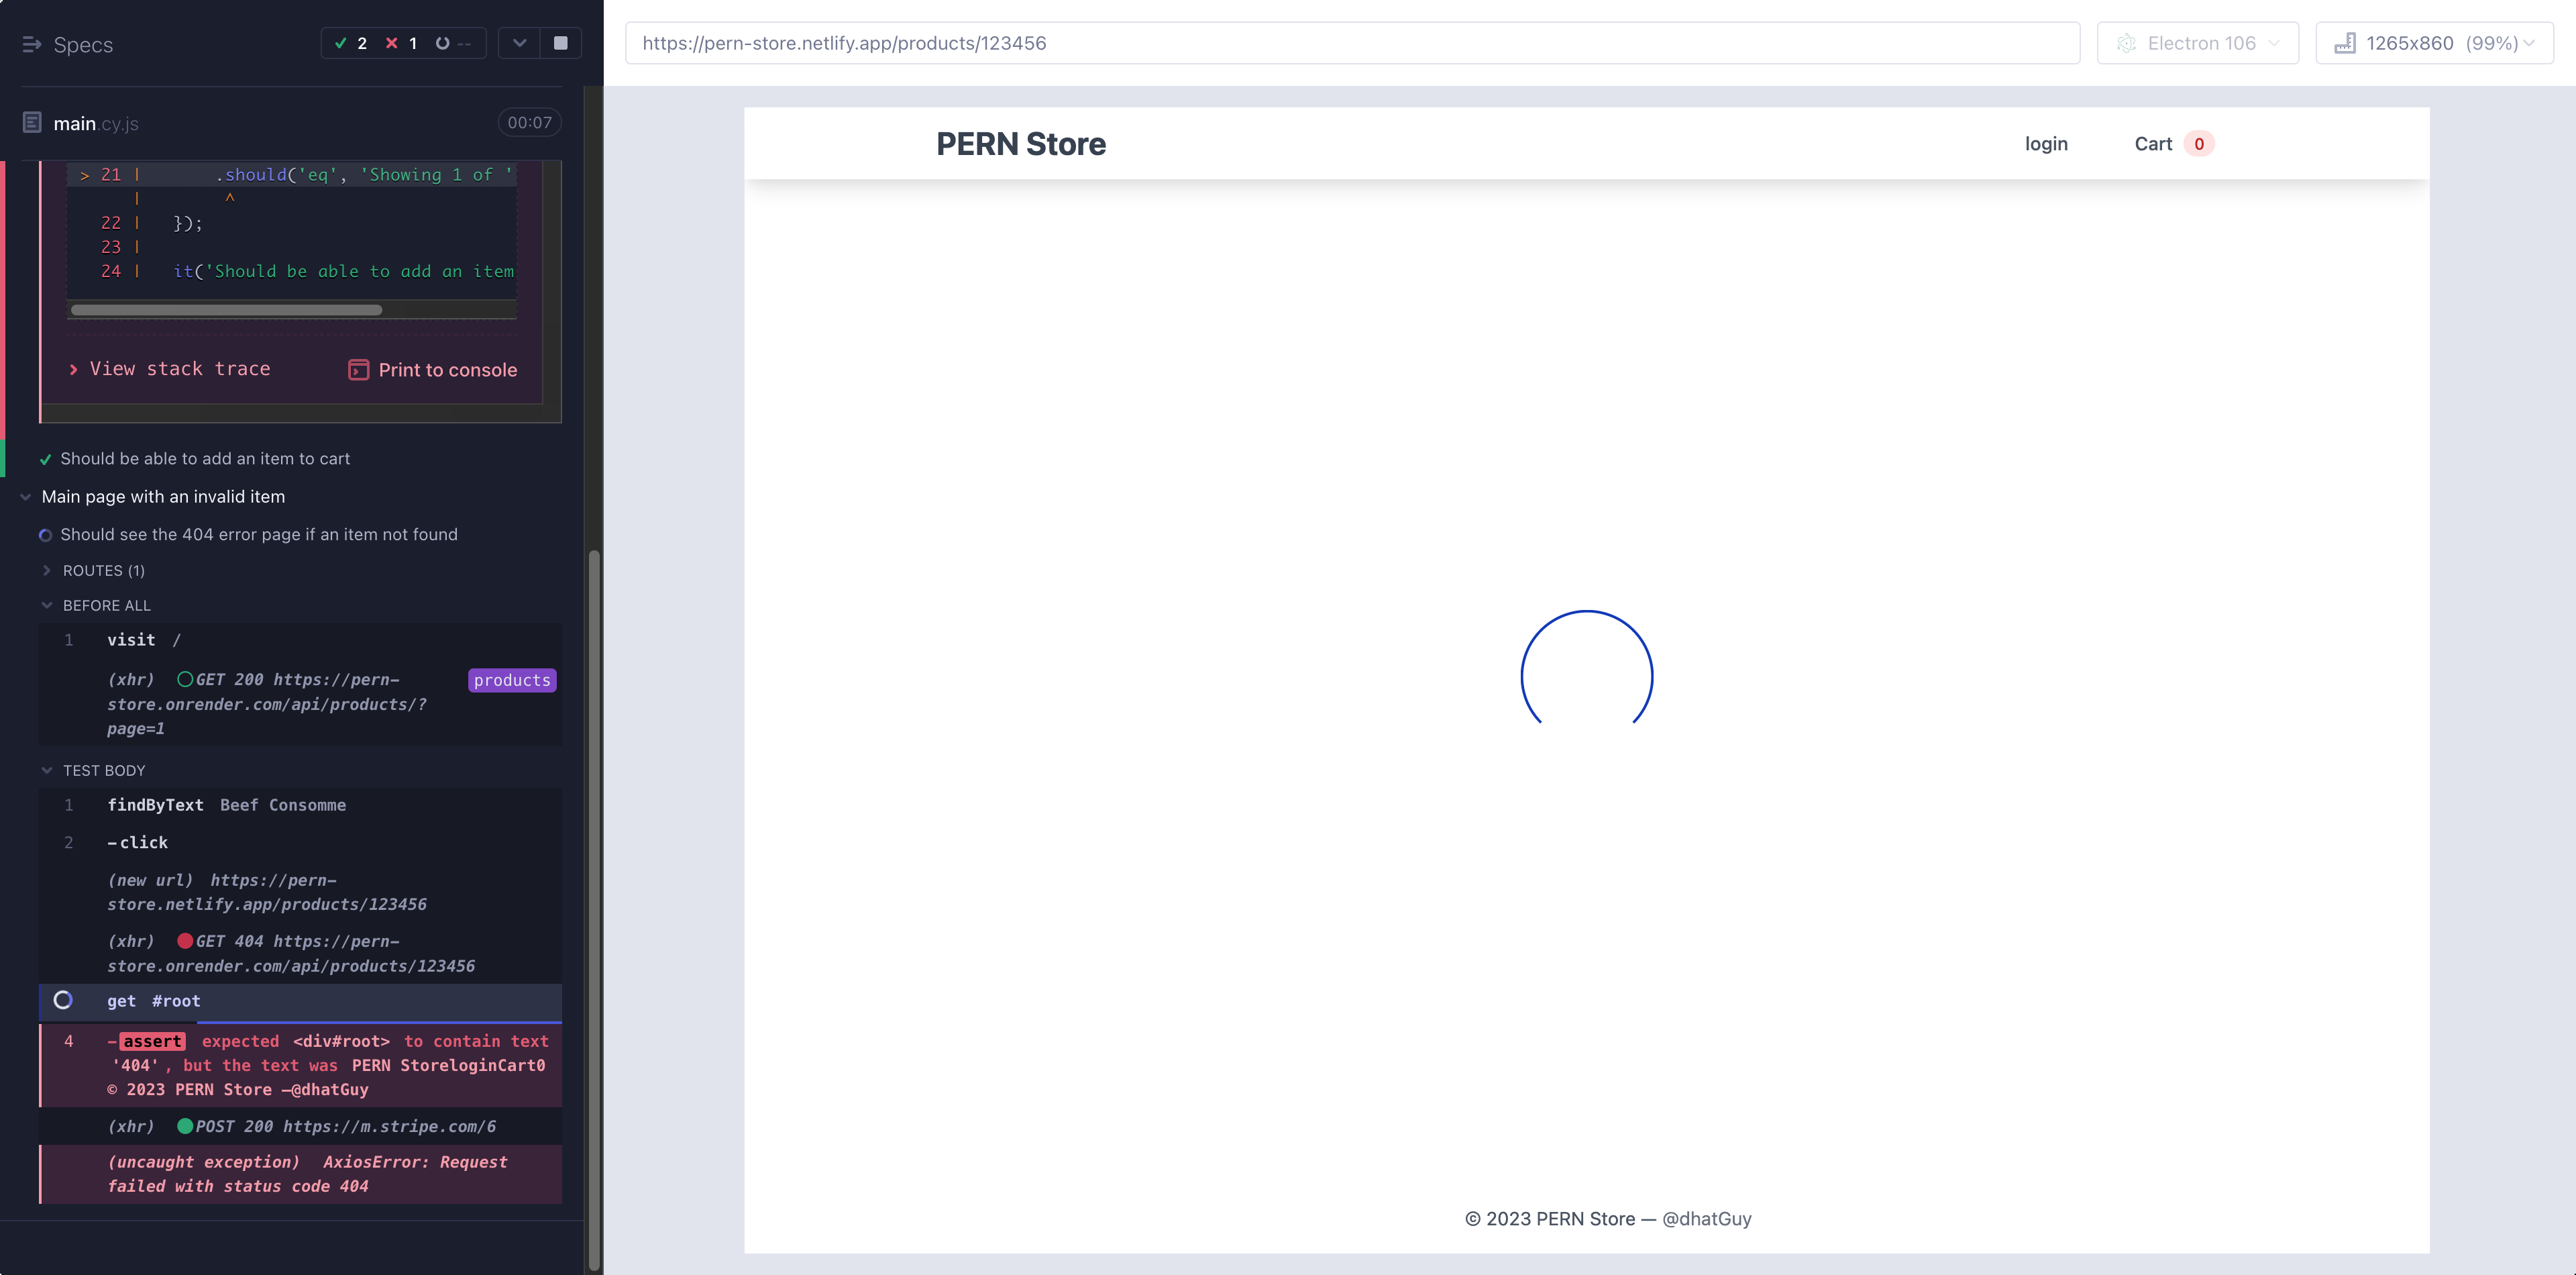 Specs
2 1 --
main.cy.js 00:07
> 21 | .should('eq', 'Showing 1 of '
| ^
22 | });
23 |
24 | it('Should be able to add an item
View stack trace
Print to console
Should be able to add an item to cart
Main page with an invalid item
Should see the 404 error page if an item not found
ROUTES (1)
BEFORE ALL
1 visit /
(xhr) GET 200 https://pern-
store.onrender.com/api/products/?
page=1
products
TEST BODY
1 findByText Beef Consomme
2 -click
(new url) https://pern-
store.netlify.app/products/123456
(xhr) GET 404 https://pern-
store.onrender.com/api/products/123456
get #root
4 -assert expected <div#root> to contain text
'404', but the text was PERN StoreloginCart0
© 2023 PERN Store —@dhatGuy
(xhr) POST 200 https://m.stripe.com/6
(uncaught exception) AxiosError: Request
failed with status code 404
https://pern-store.netlify.app/products/123456
Electron 106
1265x860 (99%)
PERN Store
login
Cart 0
© 2023 PERN Store — @dhatGuy